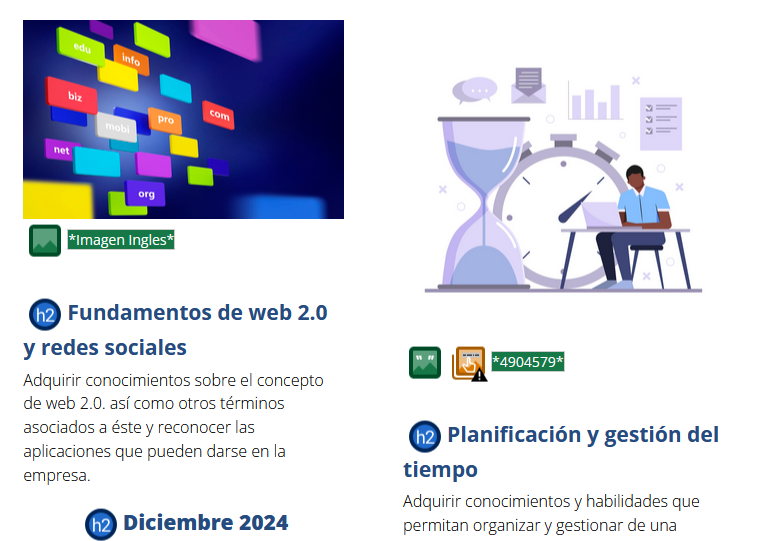 edu
info
biz
com
pro
mobi
net
org
*Imagen Ingles*
h2 Fundamentos de web 2.0
y redes sociales
Adquirir conocimientos sobre el concepto
de web 2.0. así como otros términos
asociados a éste y reconocer las
aplicaciones que pueden darse en la
empresa.
h2 Diciembre 2024
*4904579*
h2 Planificación y gestión del
tiempo
Adquirir conocimientos y habilidades que
permitan organizar y gestionar de una